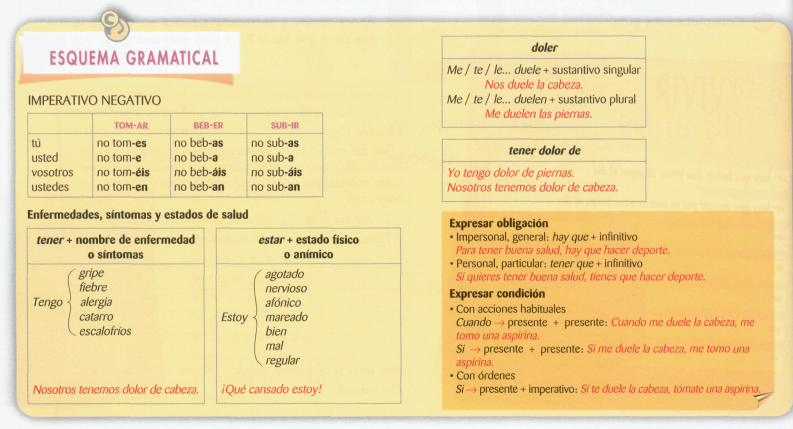 C
ESQUEMA GRAMATICAL
IMPERATIVO NEGATIVO
TOM-AR BEB-ER SUB-IR
tú no tom-es no beb-as no sub-as
usted no tom-e no beb-a no sub-a
vosotros no tom-éis no beb-áis no sub-áis
ustedes no tom-en no beb-an no sub-an
Enfermedades, síntomas y estados de salud
tener + nombre de enfermedad
o síntomas
Tengo
gripe
fiebre
alergia
catarro
escalofríos
Nosotros tenemos dolor de cabeza.
estar + estado físico
o anímico
Estoy
agotado
nervioso
afónico
mareado
bien
mal
regular
¡Qué cansado estoy!
doler
Me / te / le... duele + sustantivo singular
Nos duele la cabeza.
Me / te / le... duelen + sustantivo plural
Me duelen las piernas.
tener dolor de
Yo tengo dolor de piernas.
Nosotros tenemos dolor de cabeza.
Expresar obligación
• Impersonal, general: hay que + infinitivo
Para tener buena salud, hay que hacer deporte.
• Personal, particular: tener que + infinitivo
Si quieres tener buena salud, tienes que hacer deporte.
Expresar condición
• Con acciones habituales
Cuando → presente + presente: Cuando me duele la cabeza, me
tomo una aspirina.
Si → presente + presente: Si me duele la cabeza, me tomo una
aspirina.
• Con órdenes
Si → presente + imperativo: Si te duele la cabeza, tómate una aspirina.